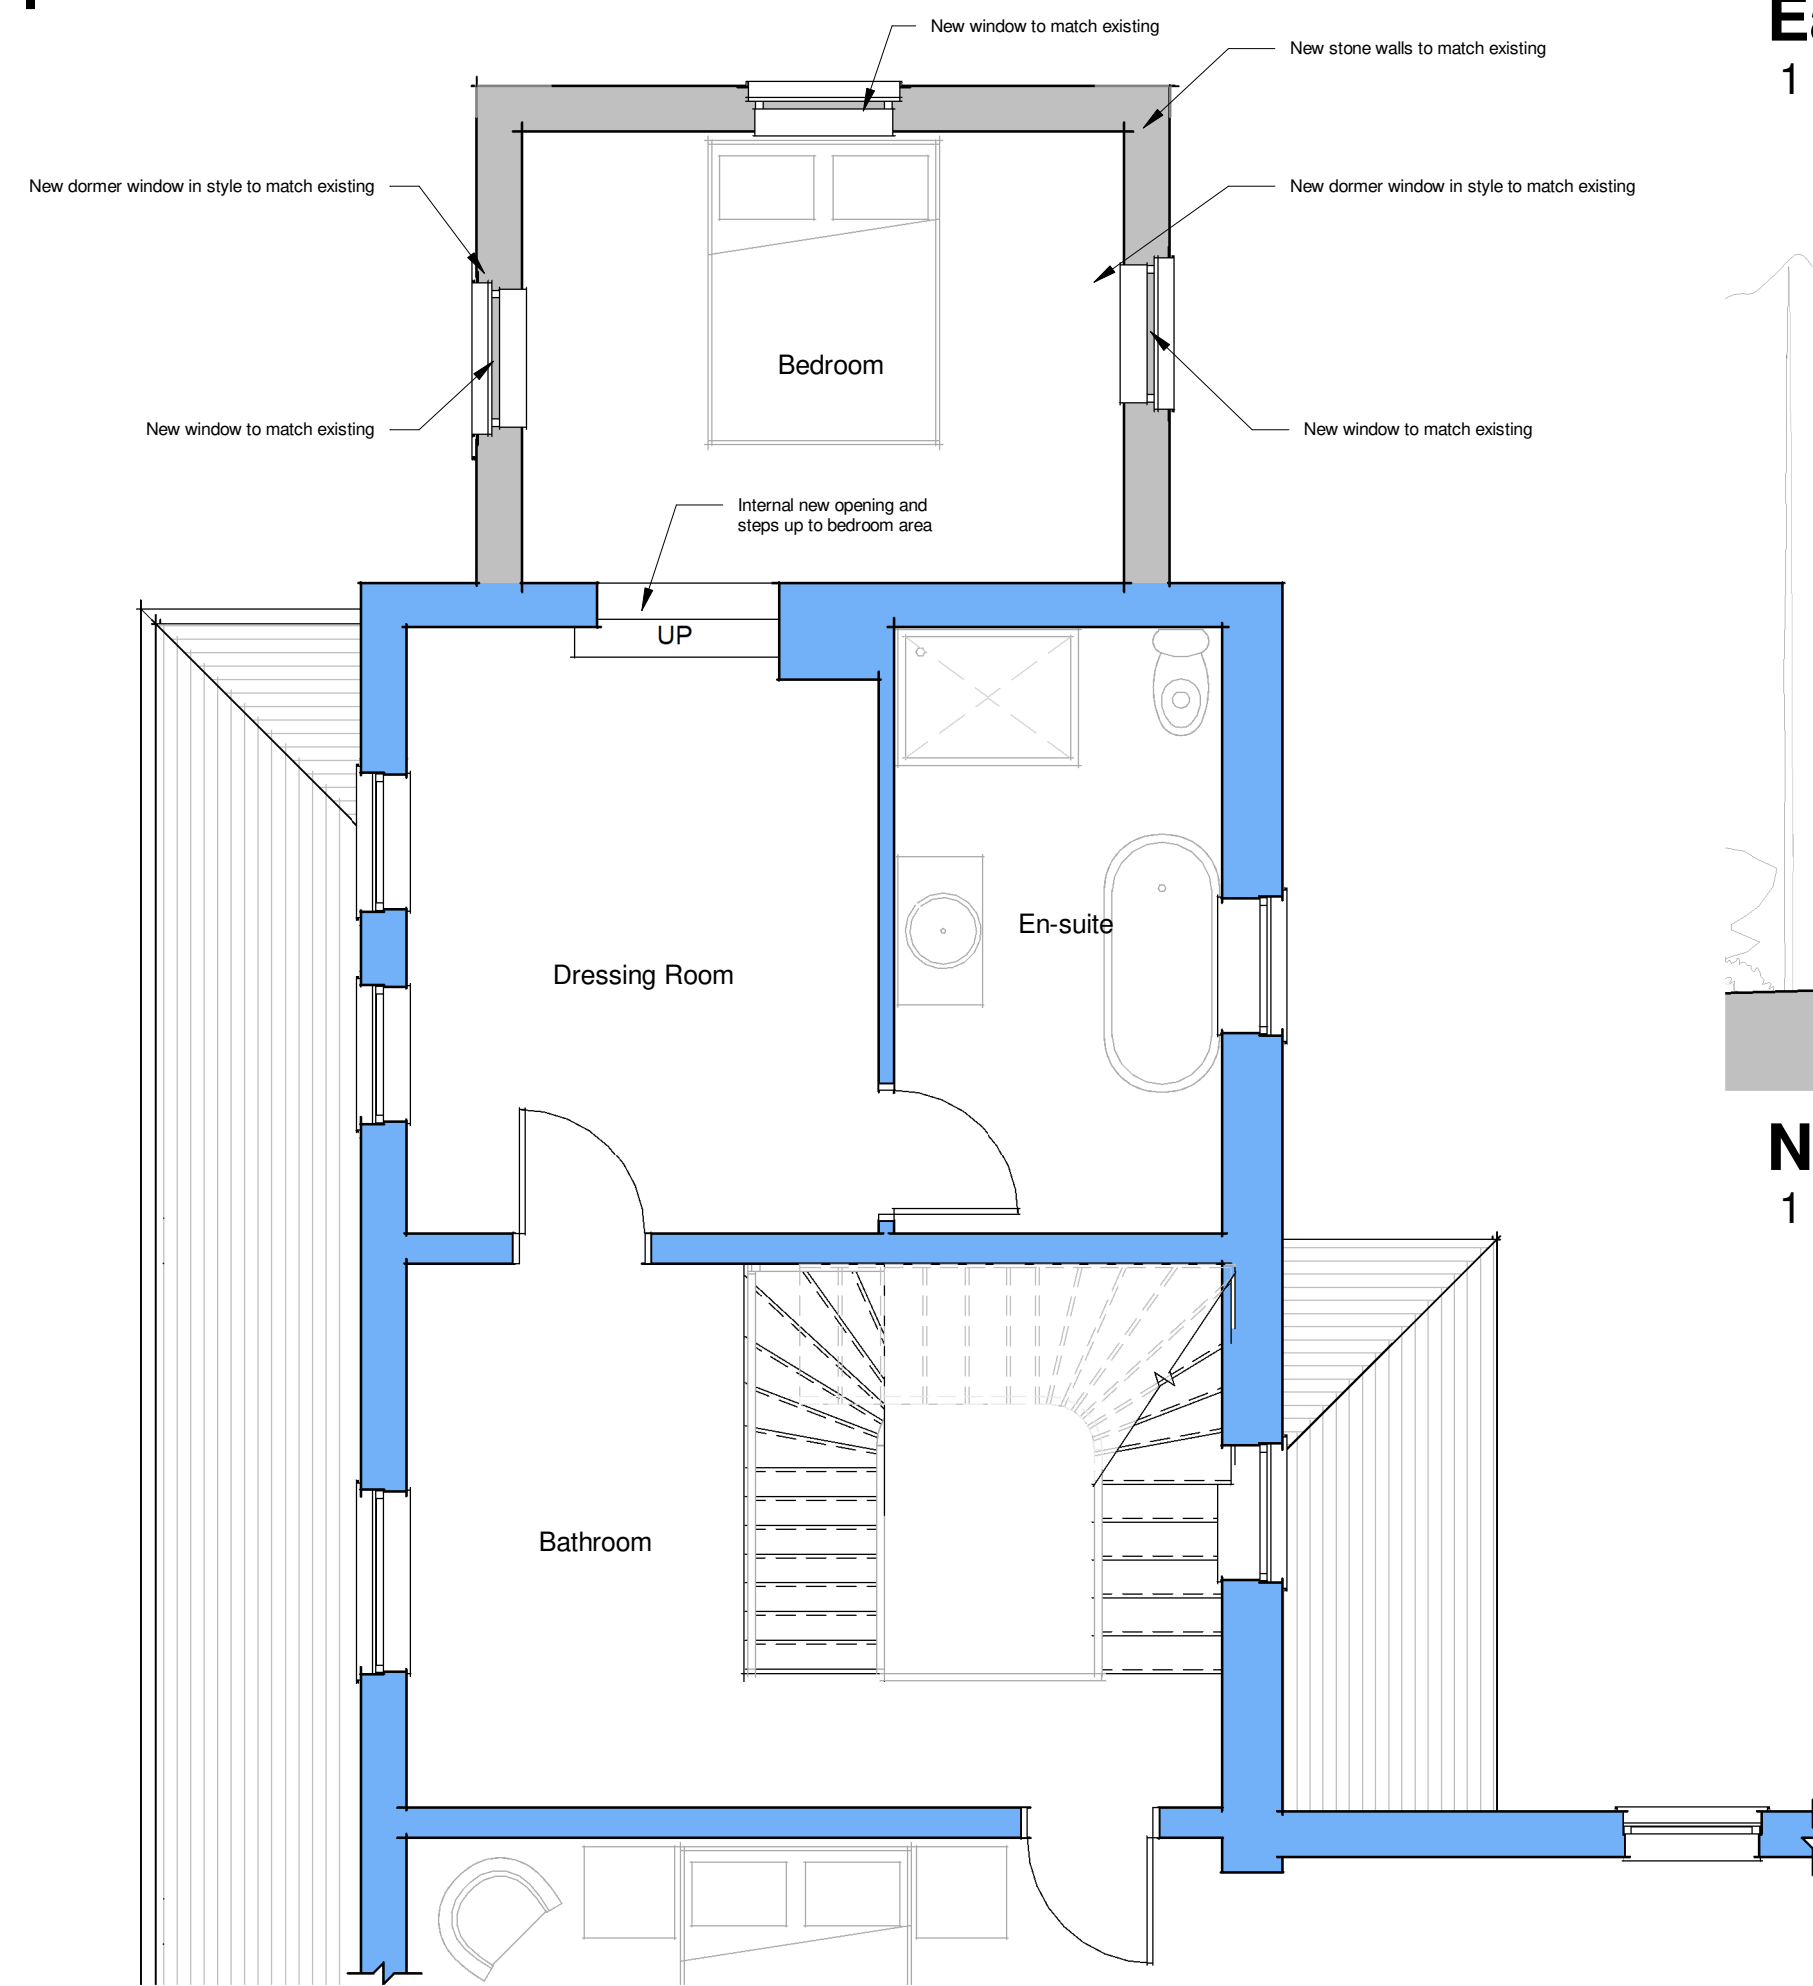 New window to match existing
Ea
New stone walls to match existing
1
New dormer window in style to match existing
New dormer window in style to match existing
Bedroom
New window to match existing
New window to match existing
Internal new opening and
steps up to bedroom area
UP
En-suite
Dressing Room
N
1
Bathroom